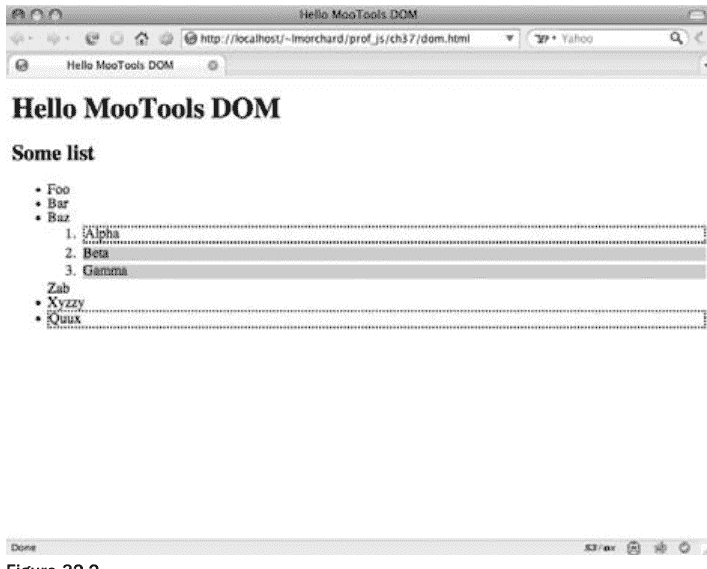 Hello MooTools DOM
http://localhost/~lmorchard/prof_js/ch37/dom.html
Yahoo
Hello MooTools DOM
Hello MooTools DOM
Some list
• Foo
• Bar
• Baz
1. Alpha
2. Beta
3. Gamma
Zab
• Xyzzy
• Quux
Done